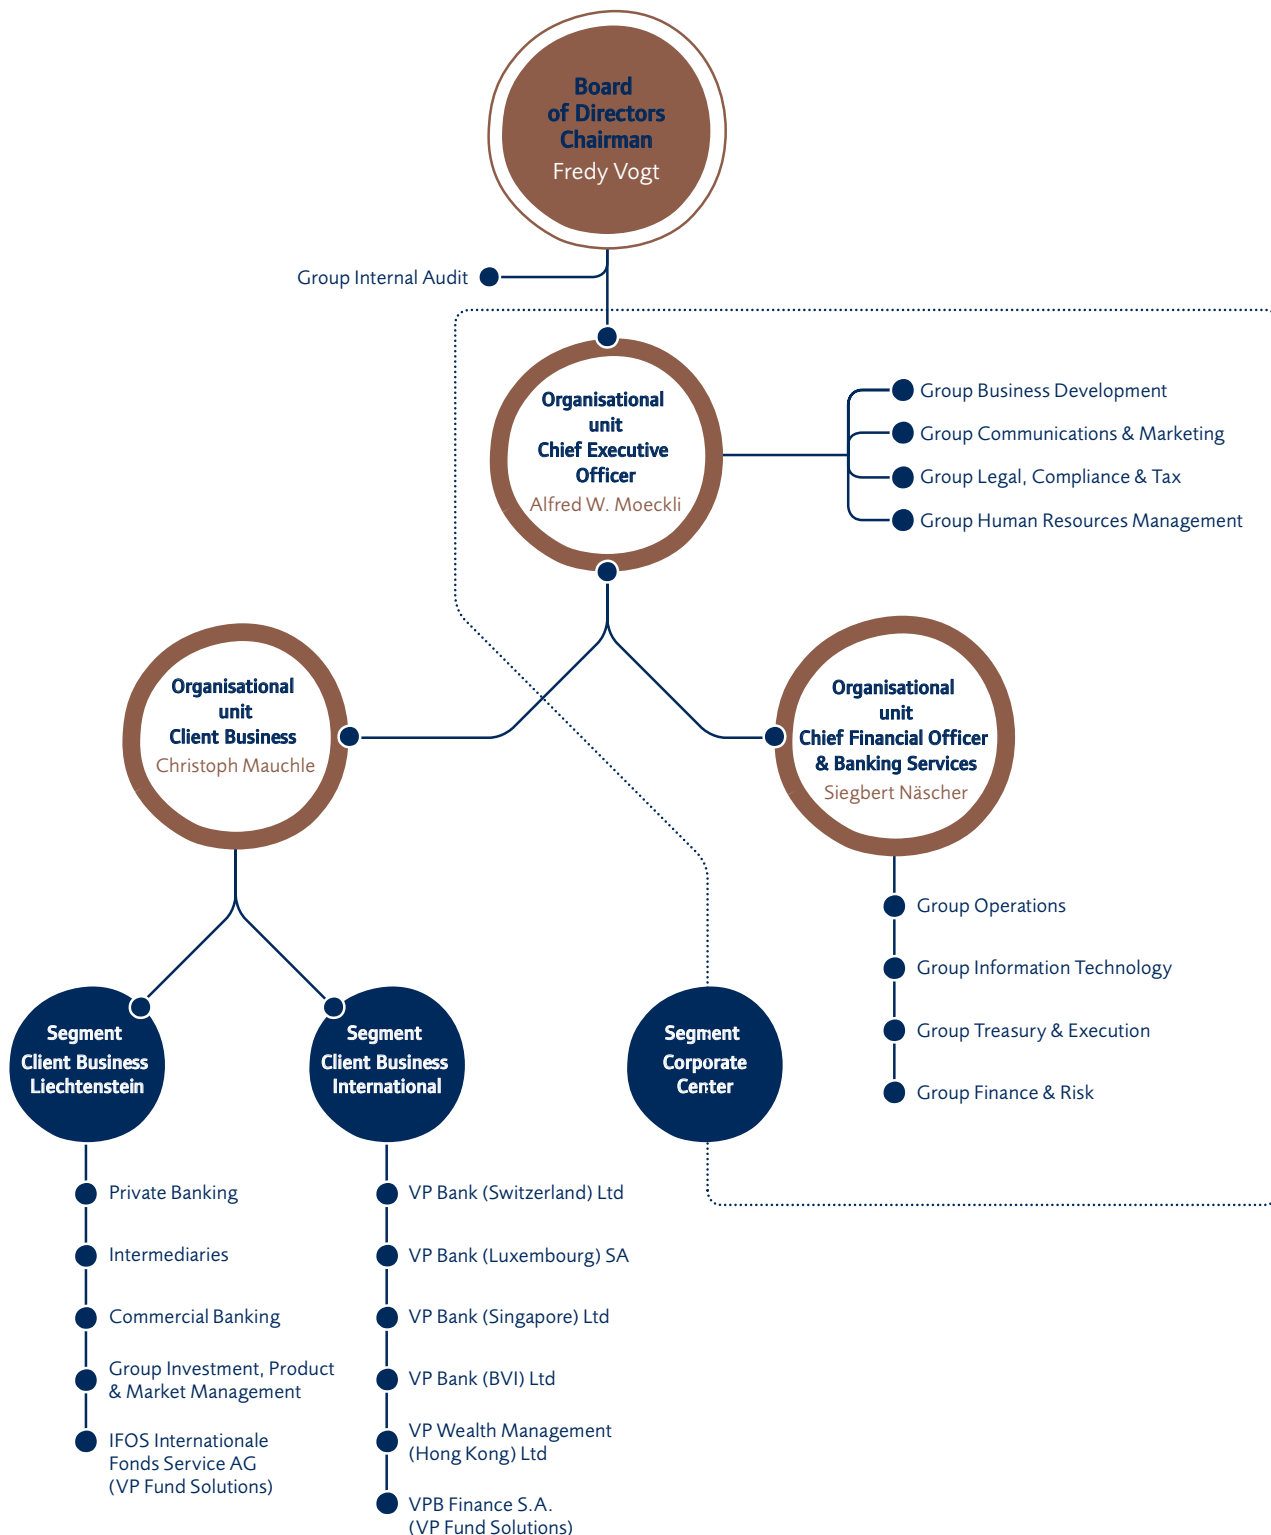 Board
of Directors
Chairman
Fredy Vogt
Group Internal Audit
Organisational
unit
Chief Executive
Officer
Alfred W. Moeckli
Group Business Development
Group Communications & Marketing
Group Legal, Compliance & Tax
Group Human Resources Management
Organisational
unit
Client Business
Christoph Mauchle
Organisational
unit
Chief Financial Officer
& Banking Services
Siegbert Näscher
Group Operations
Group Information Technology
Group Treasury & Execution
Group Finance & Risk
Segment
Client Business
Liechtenstein
Segment
Client Business
International
Segment
Corporate
Center
Private Banking
Intermediaries
Commercial Banking
Group Investment, Product
& Market Management
IFOS Internationale
Fonds Service AG
(VP Fund Solutions)
VP Bank (Switzerland) Ltd
VP Bank (Luxembourg) SA
VP Bank (Singapore) Ltd
VP Bank (BVI) Ltd
VP Wealth Management
(Hong Kong) Ltd
VPB Finance S.A.
(VP Fund Solutions)